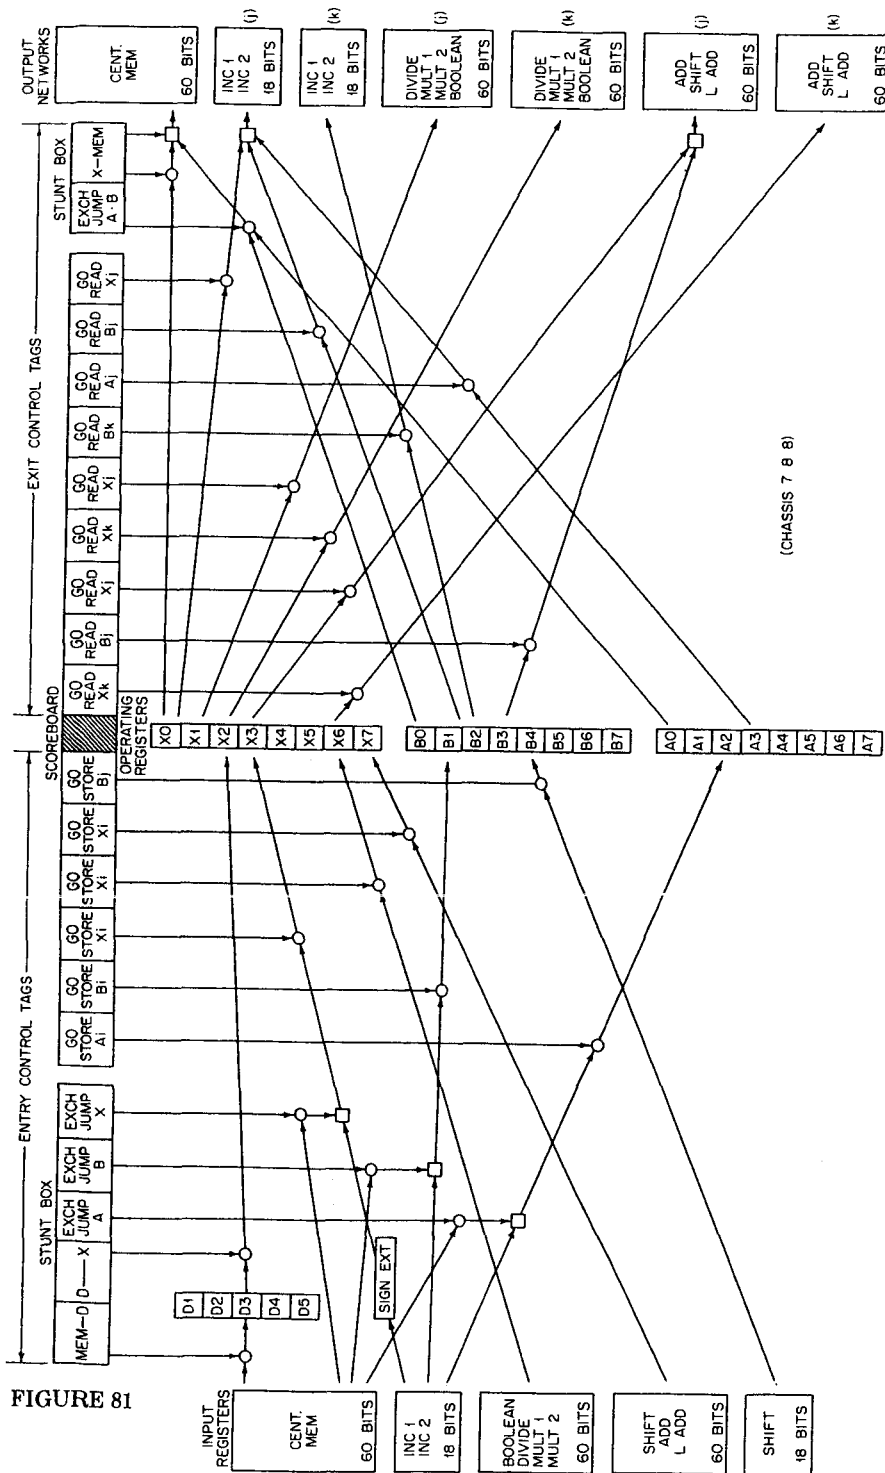 FIGURE 81
ENTRY CONTROL TAGS
SCOREBOARD
EXIT CONTROL TAGS
STUNT BOX
MEM—D
D——X
EXCH
JUMP
A
EXCH
JUMP
B
EXCH
JUMP
X
GO
STORE
Ai
GO
STORE
Bi
GO
STORE
Xi
GO
STORE
Xi
GO
STORE
Xi
GO
STORE
Bj
GO
READ
Xk
GO
READ
Bj
GO
READ
Xj
GO
READ
Xk
GO
READ
Xj
GO
READ
Bk
GO
READ
Aj
GO
READ
Bj
GO
READ
Xj
STUNT BOX
EXCH
JUMP
A·B
X—MEM
INPUT
REGISTERS
CENT.
MEM
60 BITS
INC 1
INC 2
18 BITS
BOOLEAN
DIVIDE
MULT 1
MULT 2
60 BITS
SHIFT
ADD
L ADD
60 BITS
SHIFT
18 BITS
D1
D2
D3
D4
D5
SIGN EXT
OPERATING
REGISTERS
X0
X1
X2
X3
X4
X5
X6
X7
B0
B1
B2
B3
B4
B5
B6
B7
A0
A1
A2
A3
A4
A5
A6
A7
OUTPUT
NETWORKS
CENT.
MEM
60 BITS
INC 1
INC 2
18 BITS
(j)
INC 1
INC 2
18 BITS
(k)
DIVIDE
MULT 1
MULT 2
BOOLEAN
60 BITS
(j)
DIVIDE
MULT 1
MULT 2
BOOLEAN
60 BITS
(k)
ADD
SHIFT
L ADD
60 BITS
(j)
ADD
SHIFT
L ADD
60 BITS
(k)
(CHASSIS 7 8 8)